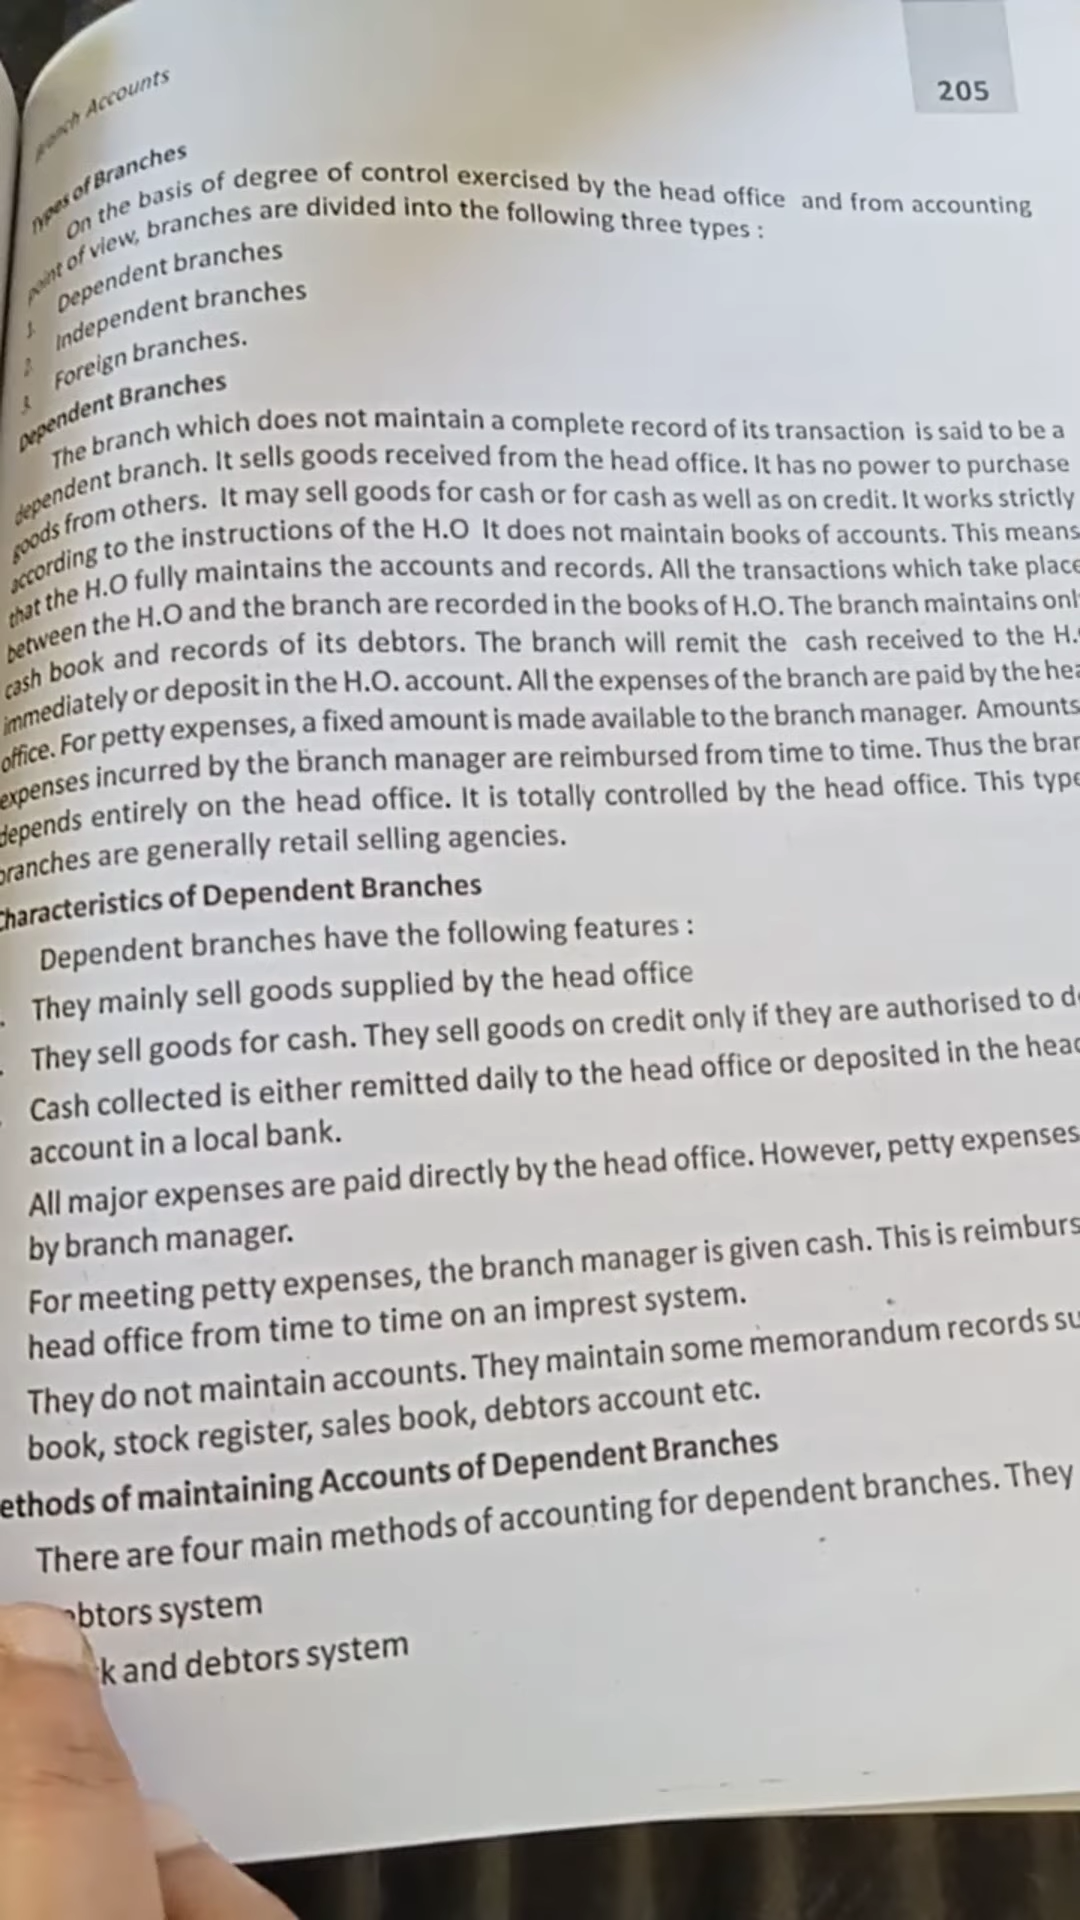 Branch Accounts
205
Types of Branches
On the basis of degree of control exercised by the head office and from accounting
point of view, branches are divided into the following three types :
1. Dependent branches
2. Independent branches
3. Foreign branches.
Dependent Branches
The branch which does not maintain a complete record of its transaction is said to be a
dependent branch. It sells goods received from the head office. It has no power to purchase
goods from others. It may sell goods for cash or for cash as well as on credit. It works strictly
according to the instructions of the H.O It does not maintain books of accounts. This means
that the H.O fully maintains the accounts and records. All the transactions which take place
between the H.O and the branch are recorded in the books of H.O. The branch maintains onl
cash book and records of its debtors. The branch will remit the cash received to the H.
immediately or deposit in the H.O. account. All the expenses of the branch are paid by the hea
office. For petty expenses, a fixed amount is made available to the branch manager. Amounts
expenses incurred by the branch manager are reimbursed from time to time. Thus the bran
depends entirely on the head office. It is totally controlled by the head office. This type
branches are generally retail selling agencies.
Characteristics of Dependent Branches
Dependent branches have the following features :
They mainly sell goods supplied by the head office
They sell goods for cash. They sell goods on credit only if they are authorised to d
Cash collected is either remitted daily to the head office or deposited in the head
account in a local bank.
All major expenses are paid directly by the head office. However, petty expenses
by branch manager.
For meeting petty expenses, the branch manager is given cash. This is reimburs
head office from time to time on an imprest system.
They do not maintain accounts. They maintain some memorandum records su
book, stock register, sales book, debtors account etc.
ethods of maintaining Accounts of Dependent Branches
There are four main methods of accounting for dependent branches. They
ebtors system
k and debtors system